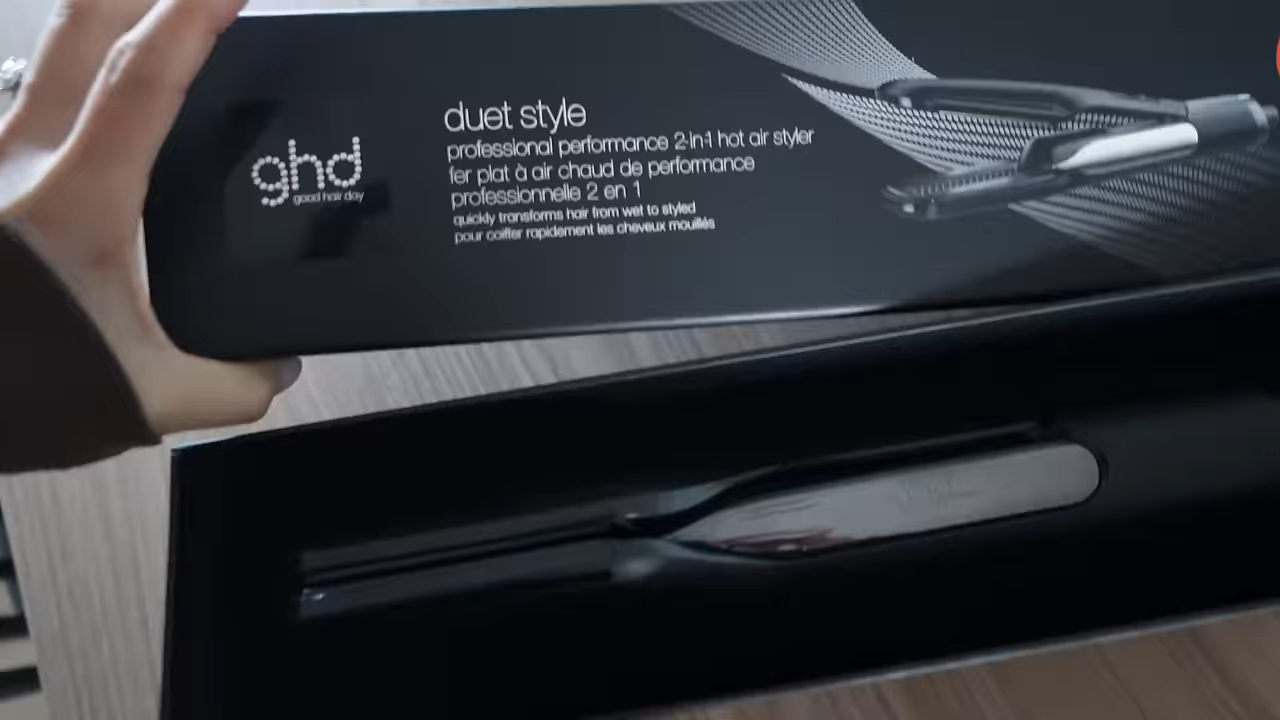 ghd
good hair day
duet style
professional performance 2-in-1 hot air styler
fer plat à air chaud de performance
professionnelle 2 en 1
quickly transforms hair from wet to styled
pour coiffer rapidement les cheveux mouillés